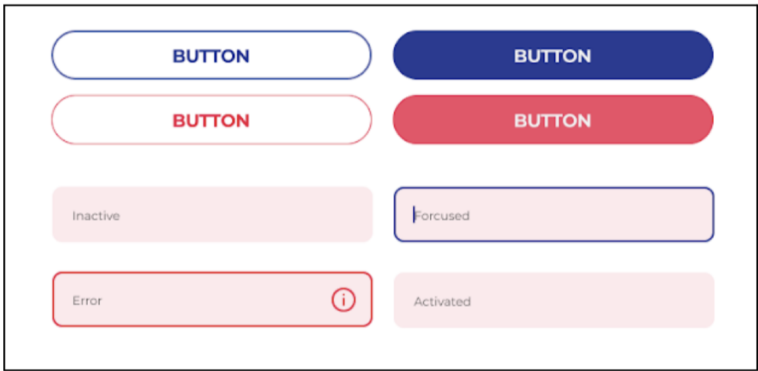 BUTTON
BUTTON
BUTTON
BUTTON
Inactive
Forcused
Error
Activated